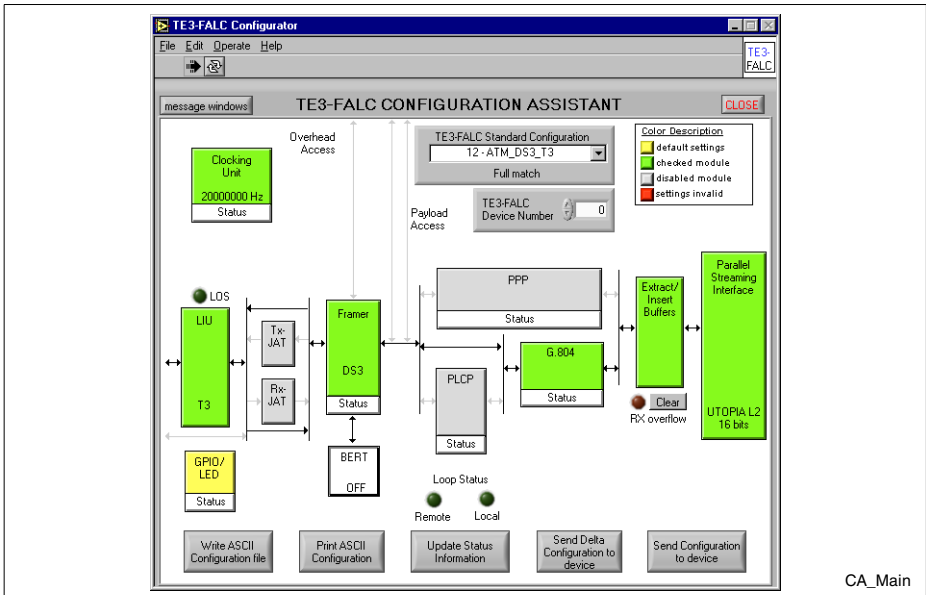 TE3-FALC Configurator
File Edit Operate Help
TE3-
FALC
message windows
TE3-FALC CONFIGURATION ASSISTANT
CLOSE
Overhead
Access
TE3-FALC Standard Configuration
12 - ATM_DS3_T3
Full match
Color Description
default settings
checked module
disabled module
settings invalid
Clocking
Unit
20000000 Hz
Status
Payload
Access
TE3-FALC
Device Number
0
LOS
LIU
T3
Tx-
JAT
Rx-
JAT
Framer
DS3
Status
PPP
Status
PLCP
Status
G.804
Status
Extract/
Insert
Buffers
Clear
RX overflow
Parallel
Streaming
Interface
UTOPIA L2
16 bits
GPIO/
LED
Status
BERT
OFF
Loop Status
Remote
Local
Write ASCII
Configuration file
Print ASCII
Configuration
Update Status
Information
Send Delta
Configuration to
device
Send Configuration
to device
CA_Main